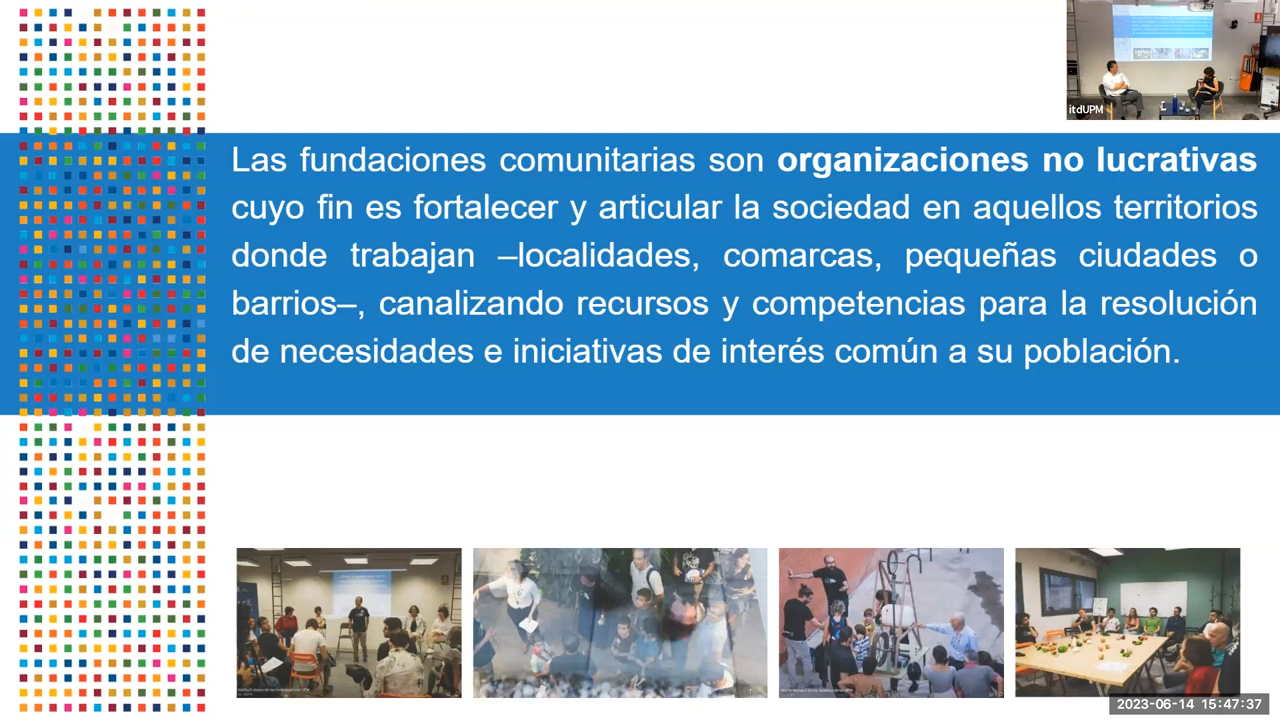 itdUPM
Las fundaciones comunitarias son organizaciones no lucrativas
cuyo fin es fortalecer y articular la sociedad en aquellos territorios
donde trabajan –localidades, comarcas, pequeñas ciudades o
barrios–, canalizando recursos y competencias para la resolución
de necesidades e iniciativas de interés común a su población.
2023-06-14 15:47:37